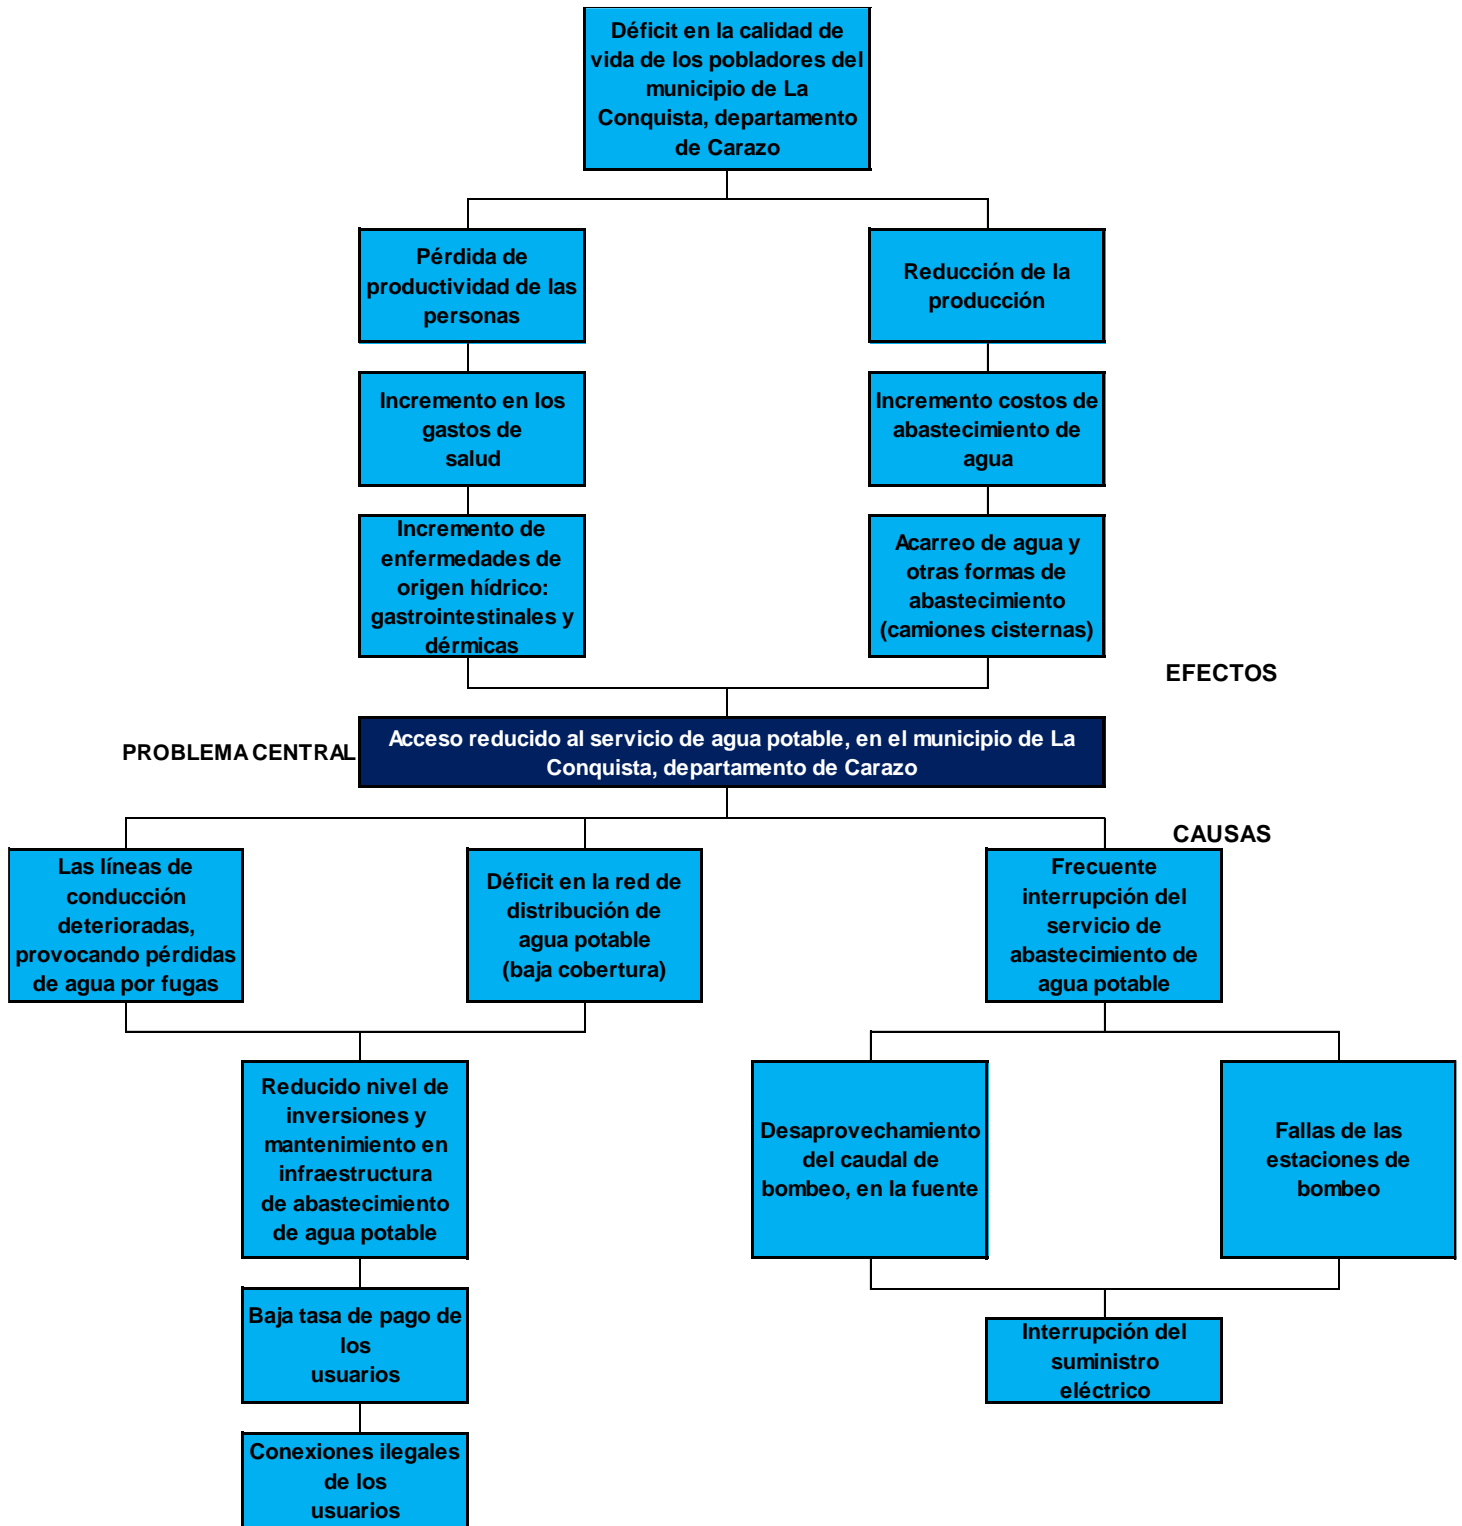 Déficit en la calidad de
vida de los pobladores del
municipio de La
Conquista, departamento
de Carazo
Pérdida de
productividad de las
personas
Reducción de la
producción
Incremento en los
gastos de
salud
Incremento costos de
abastecimiento de
agua
Incremento de
enfermedades de
origen hídrico:
gastrointestinales y
dérmicas
Acarreo de agua y
otras formas de
abastecimiento
(camiones cisternas)
EFECTOS
PROBLEMA CENTRAL
Acceso reducido al servicio de agua potable, en el municipio de La
Conquista, departamento de Carazo
CAUSAS
Las líneas de
conducción
deterioradas,
provocando pérdidas
de agua por fugas
Déficit en la red de
distribución de
agua potable
(baja cobertura)
Frecuente
interrupción del
servicio de
abastecimiento de
agua potable
Reducido nivel de
inversiones y
mantenimiento en
infraestructura
de abastecimiento
de agua potable
Desaprovechamiento
del caudal de
bombeo, en la fuente
Fallas de las
estaciones de
bombeo
Baja tasa de pago de
los
usuarios
Interrupción del
suministro
eléctrico
Conexiones ilegales
de los
usuarios